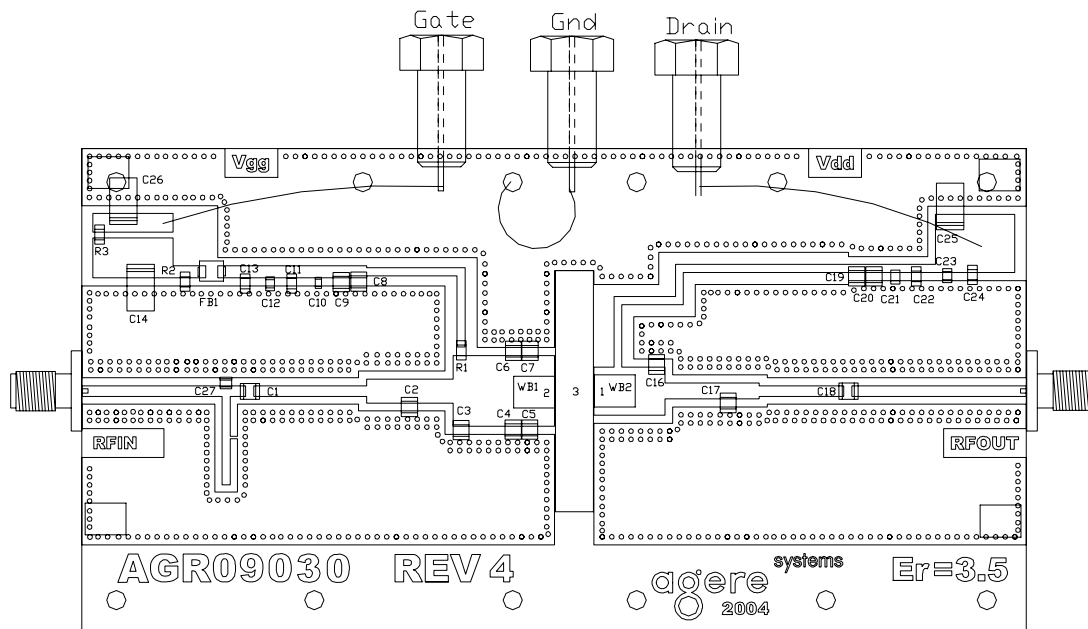 Gate Gnd Drain
Vgg Vdd
C26
R3
C25
R2 C13 C11 C23
FB1 C12 C10 C9 C8 C19 C20 C21 C22 C24
C14
R1 C6 C7 C16
C27 C1 C2 WB1 2 3 1 WB2 C17 C18
C3 C4 C5
RFIN RFOUT
AGR09030 REV 4 agere systems Er=3.5
2004